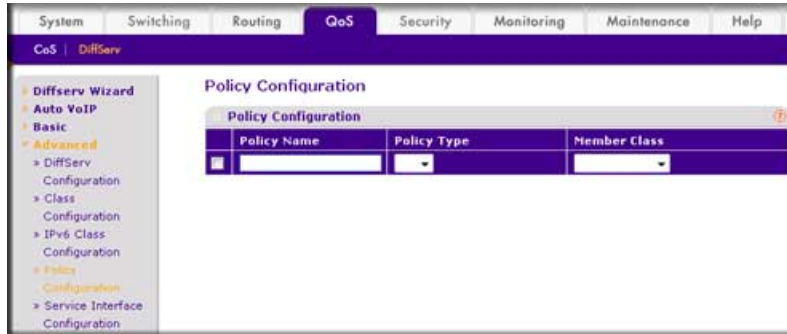 System Switching Routing QoS Security Monitoring Maintenance Help
CoS | DiffServ
Diffserv Wizard
Auto VoIP
Basic
Advanced
» DiffServ
Configuration
» Class
Configuration
» IPv6 Class
Configuration
» Policy
Configuration
» Service Interface
Configuration
Policy Configuration
Policy Configuration ?
Policy Name Policy Type Member Class